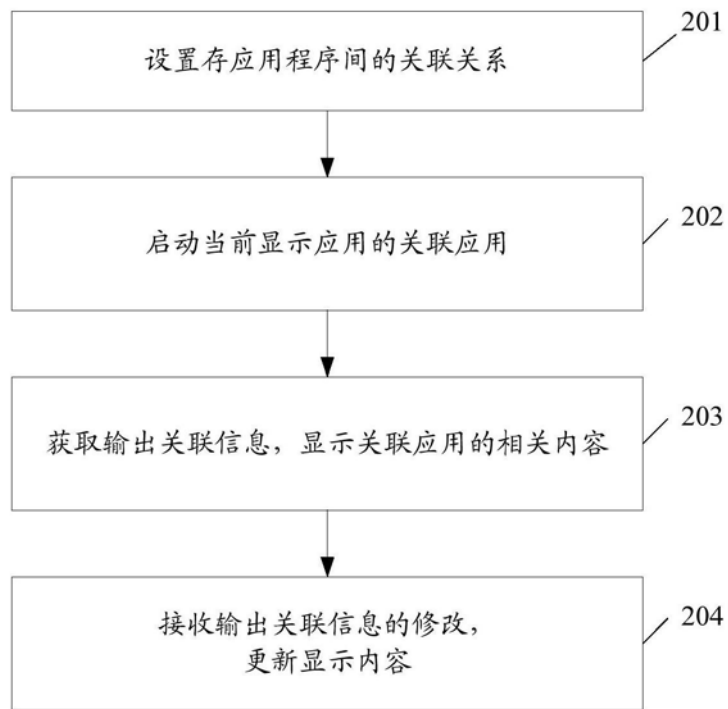 201
设置存应用程序间的关联关系
202
启动当前显示应用的关联应用
203
获取输出关联信息，显示关联应用的相关内容
204
接收输出关联信息的修改，
更新显示内容